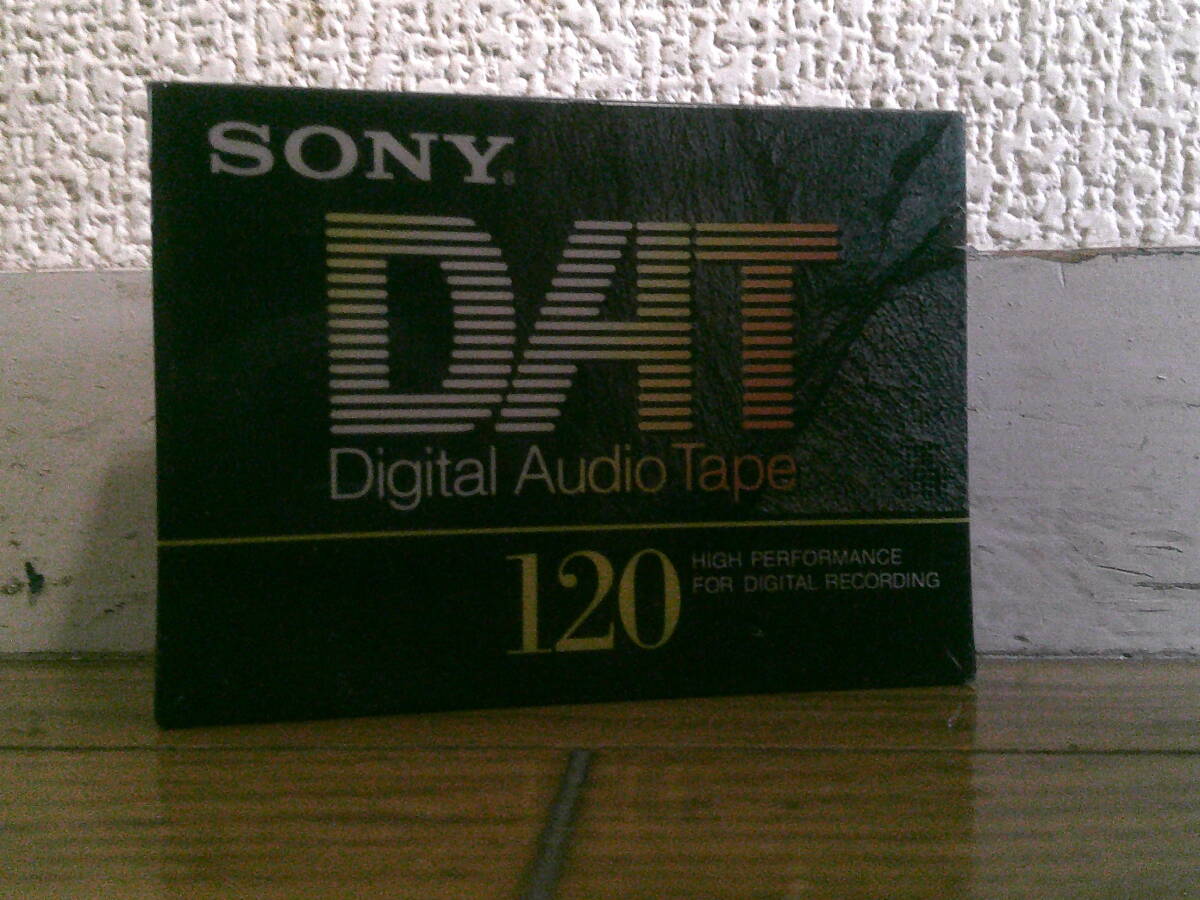 SONY
DAT
Digital Audio Tape
120
HIGH PERFORMANCE
FOR DIGITAL RECORDING